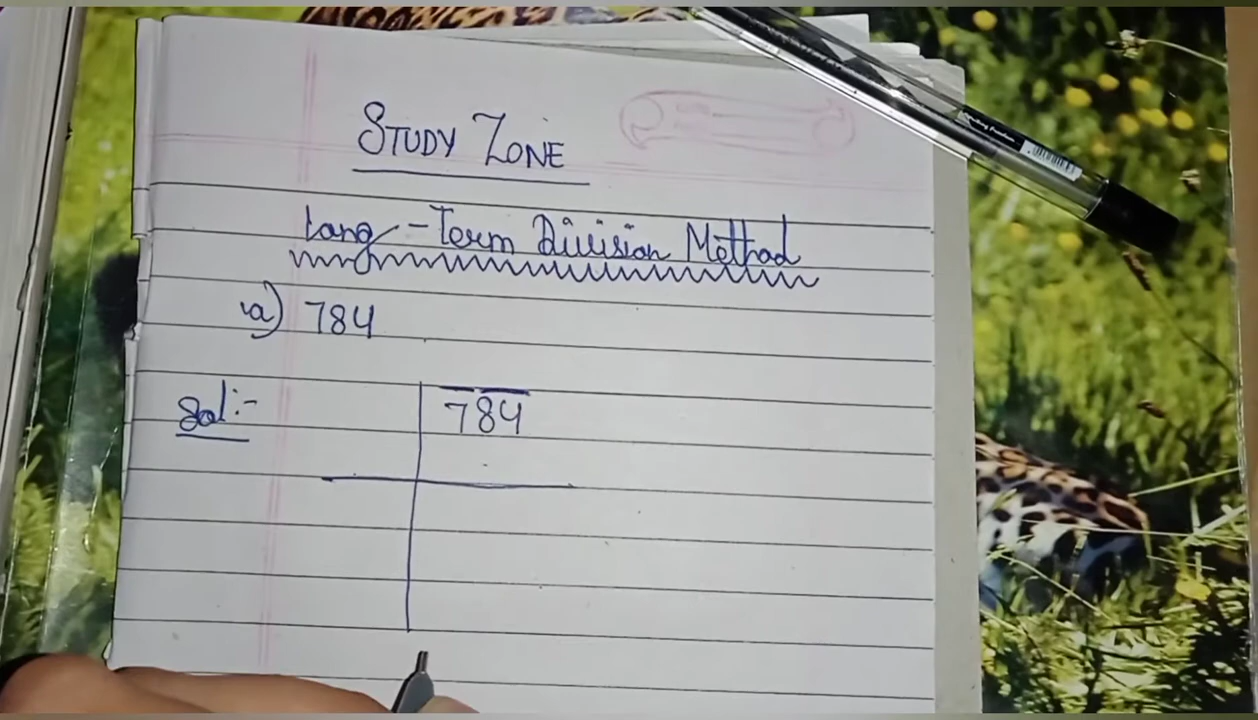 STUDY ZONE
Long-Term Division Method
a) 784
Sol:-
784